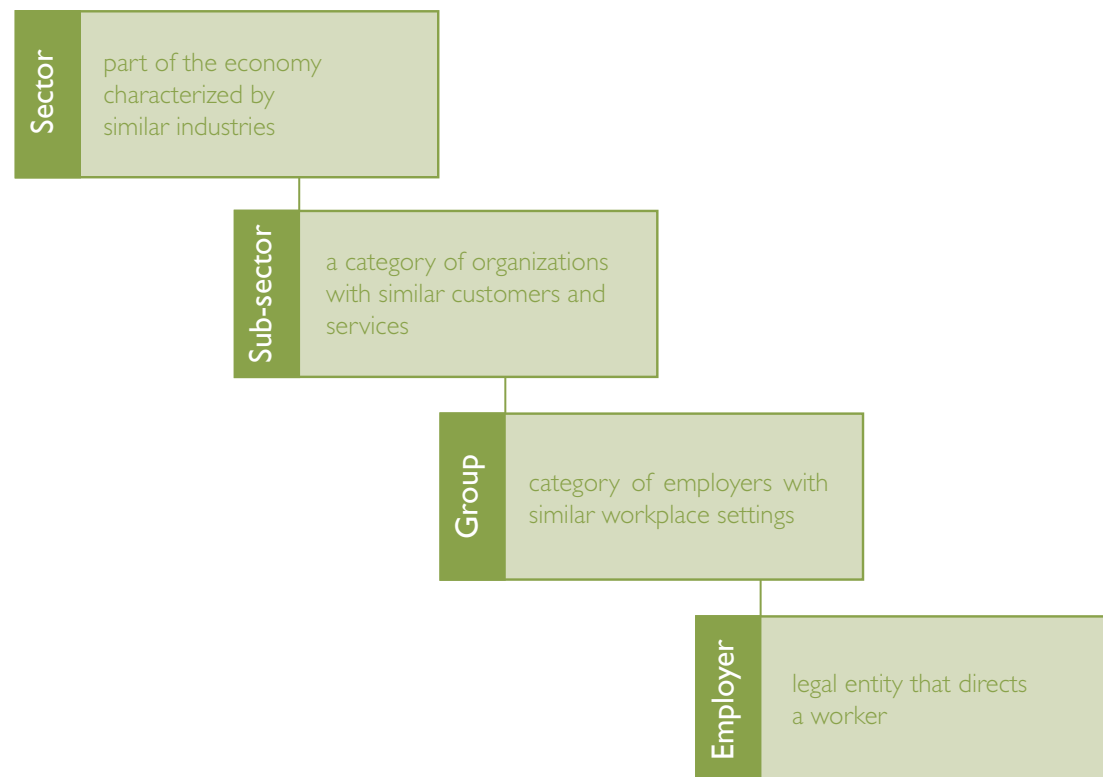 Sector
part of the economy
characterized by
similar industries
Sub-sector
a category of organizations
with similar customers and
services
Group
category of employers with
similar workplace settings
Employer
legal entity that directs
a worker